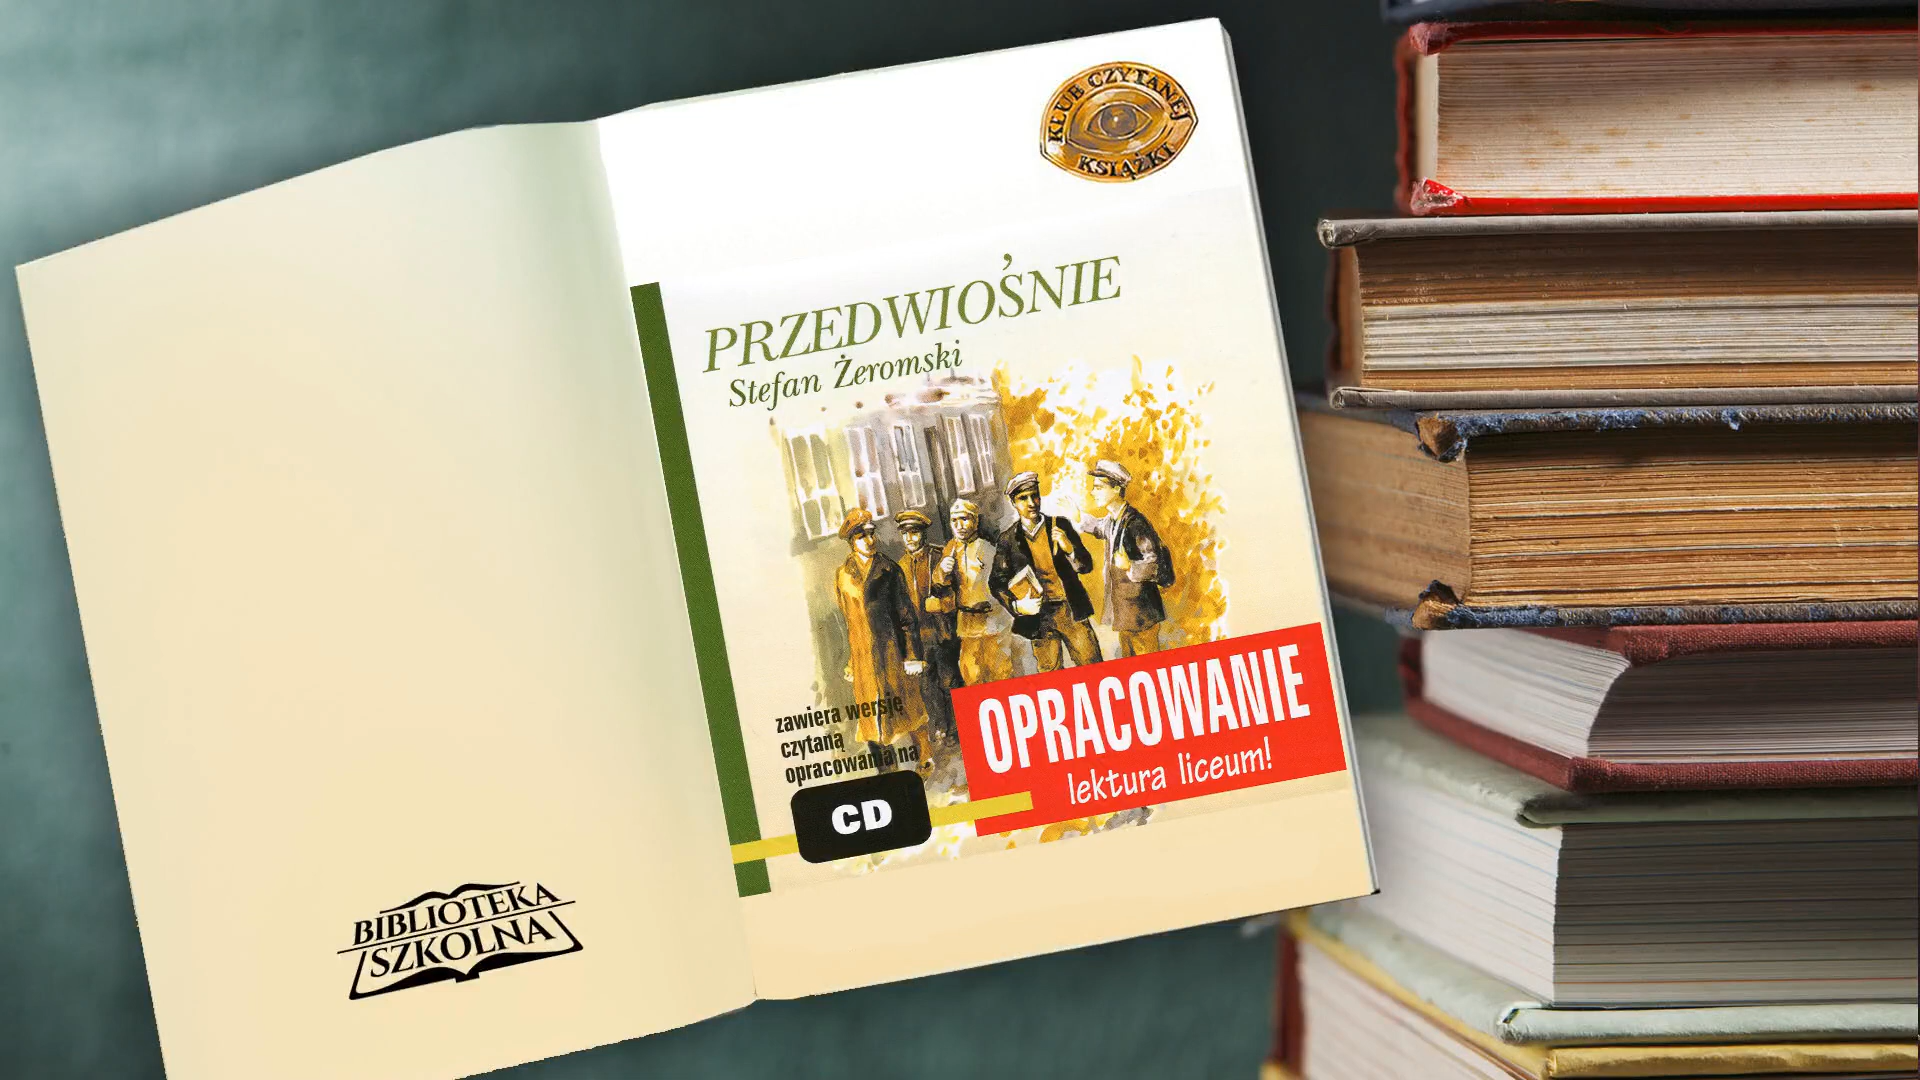 KLUB CZYTANEJ
KSIĄŻKI
PRZEDWIOŚNIE
Stefan Żeromski
zawiera wersję
czytaną
opracowania na
CD
OPRACOWANIE
lektura liceum!
BIBLIOTEKA
SZKOLNA